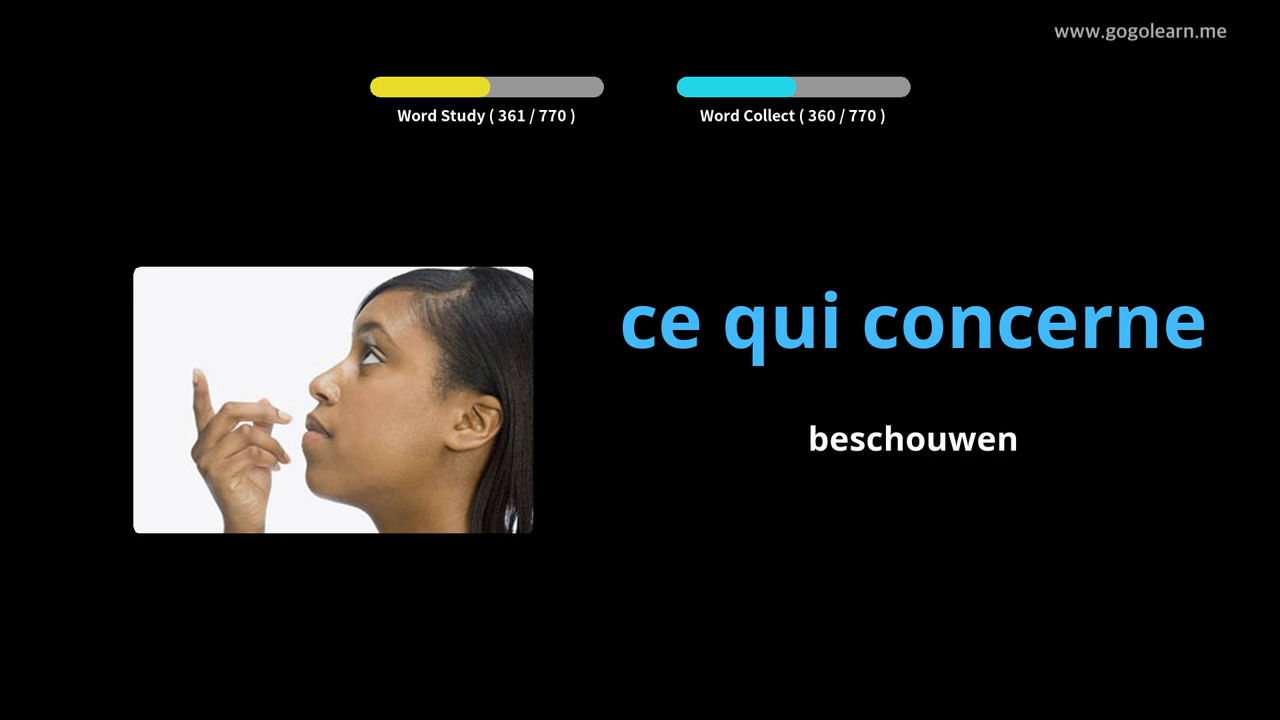 www.gogolearn.me
Word Study ( 361 / 770 )
Word Collect ( 360 / 770 )
ce qui concerne
beschouwen